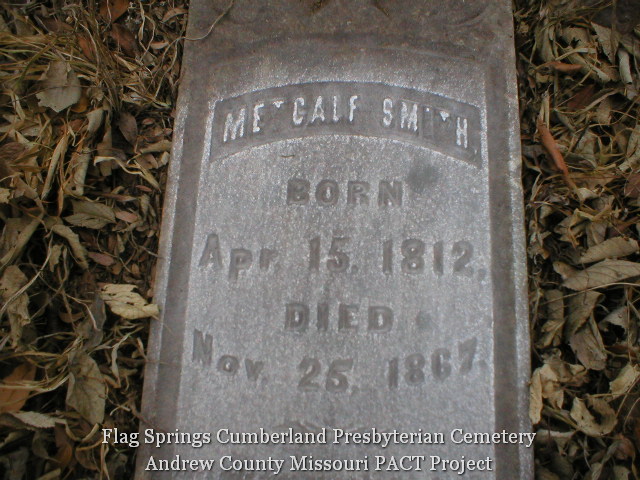 METCALF SMITH,
BORN
Apr. 15, 1812,
DIED
Nov. 25, 1867.
Flag Springs Cumberland Presbyterian Cemetery
Andrew County Missouri PACT Project